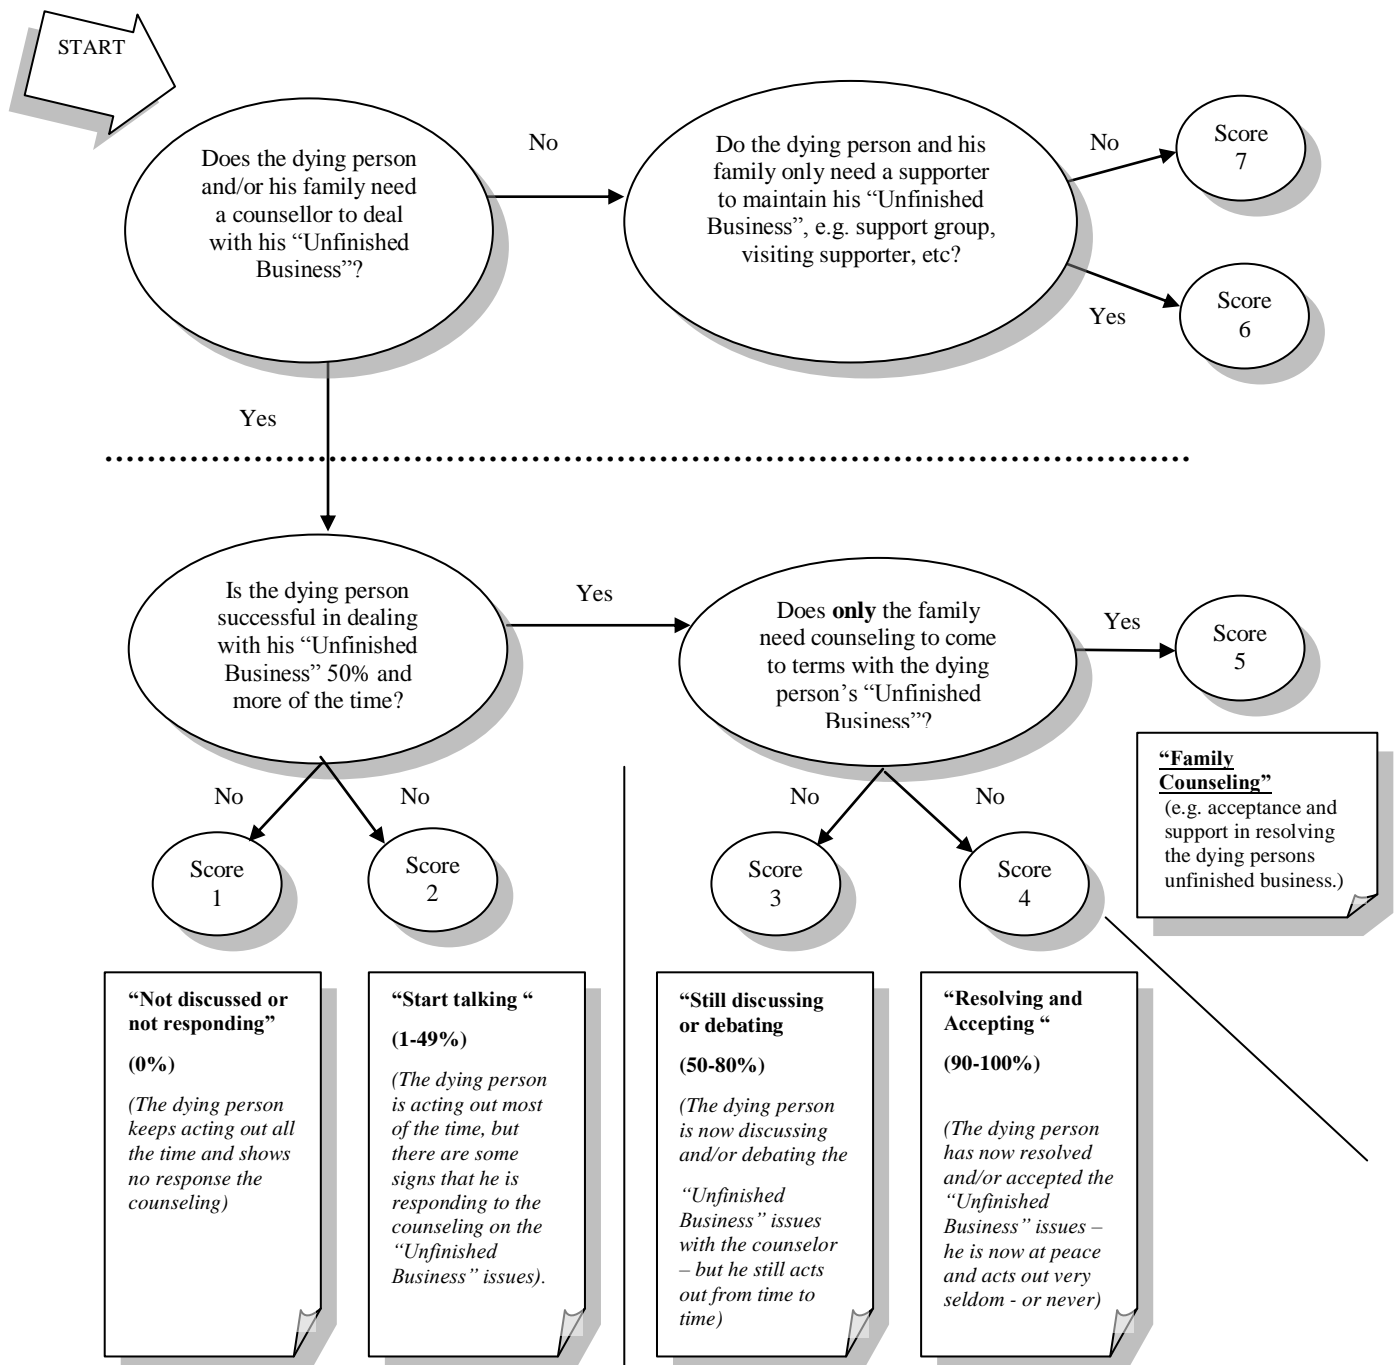 START
Does the dying person
and/or his family need
a counsellor to deal
with his “Unfinished
Business”?
No
Do the dying person and his
family only need a supporter
to maintain his “Unfinished
Business”, e.g. support group,
visiting supporter, etc?
No
Score
7
Yes
Score
6
Yes
Is the dying person
successful in dealing
with his “Unfinished
Business” 50% and
more of the time?
Yes
Does only the family
need counseling to come
to terms with the dying
person’s “Unfinished
Business”?
Yes
Score
5
“Family
Counseling”
(e.g. acceptance and
support in resolving
the dying persons
unfinished business.)
No
No
Score
1
Score
2
No
No
Score
3
Score
4
“Not discussed or
not responding”
(0%)
(The dying person
keeps acting out all
the time and shows
no response the
counseling)
“Start talking “
(1-49%)
(The dying person
is acting out most
of the time, but
there are some
signs that he is
responding to the
counseling on the
“Unfinished
Business” issues).
“Still discussing
or debating
(50-80%)
(The dying person
is now discussing
and/or debating the
“Unfinished
Business” issues
with the counselor
– but he still acts
out from time to
time)
“Resolving and
Accepting “
(90-100%)
(The dying person
has now resolved
and/or accepted the
“Unfinished
Business” issues –
he is now at peace
and acts out very
seldom - or never)